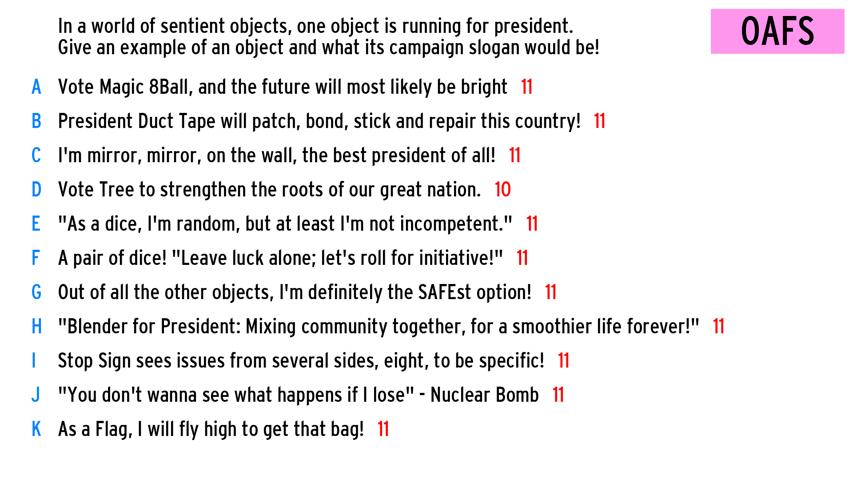 In a world of sentient objects, one object is running for president.
Give an example of an object and what its campaign slogan would be!
OAFS
A Vote Magic 8Ball, and the future will most likely be bright 11
B President Duct Tape will patch, bond, stick and repair this country! 11
C I'm mirror, mirror, on the wall, the best president of all! 11
D Vote Tree to strengthen the roots of our great nation. 10
E "As a dice, I'm random, but at least I'm not incompetent." 11
F A pair of dice! "Leave luck alone; let's roll for initiative!" 11
G Out of all the other objects, I'm definitely the SAFEst option! 11
H "Blender for President: Mixing community together, for a smoothier life forever!" 11
I Stop Sign sees issues from several sides, eight, to be specific! 11
J "You don't wanna see what happens if I lose" - Nuclear Bomb 11
K As a Flag, I will fly high to get that bag! 11